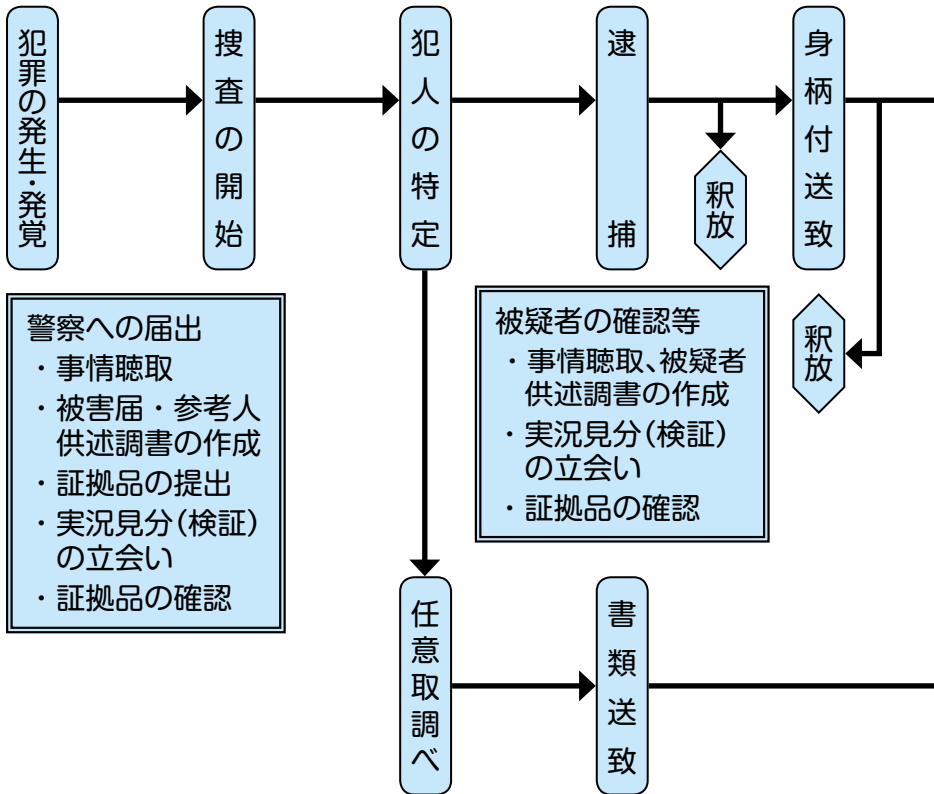 犯罪の発生・発覚
捜査の開始
犯人の特定
逮捕
釈放
身柄付送致
釈放
警察への届出
・事情聴取
・被害届・参考人
供述調書の作成
・証拠品の提出
・実況見分(検証)
の立会い
・証拠品の確認
被疑者の確認等
・事情聴取、被疑者
供述調書の作成
・実況見分(検証)
の立会い
・証拠品の確認
任意取調べ
書類送致